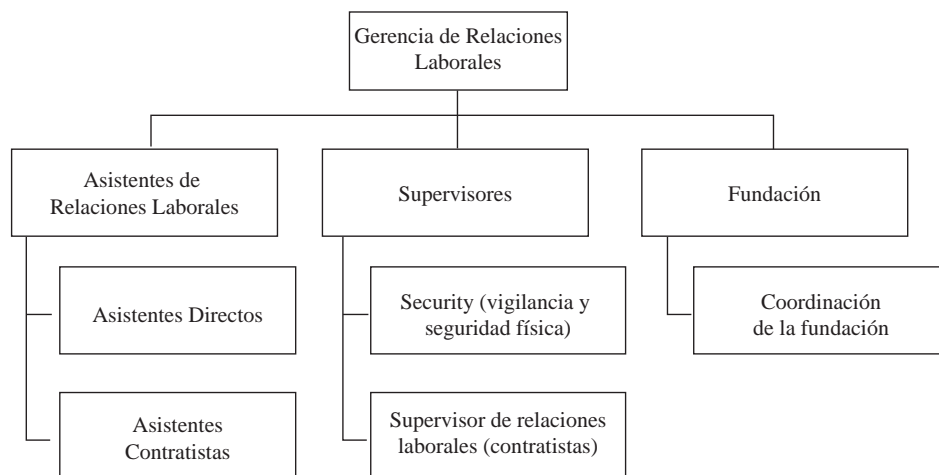 Gerencia de Relaciones
Laborales
Asistentes de
Relaciones Laborales
Supervisores
Fundación
Asistentes Directos
Security (vigilancia y
seguridad física)
Coordinación
de la fundación
Asistentes
Contratistas
Supervisor de relaciones
laborales (contratistas)